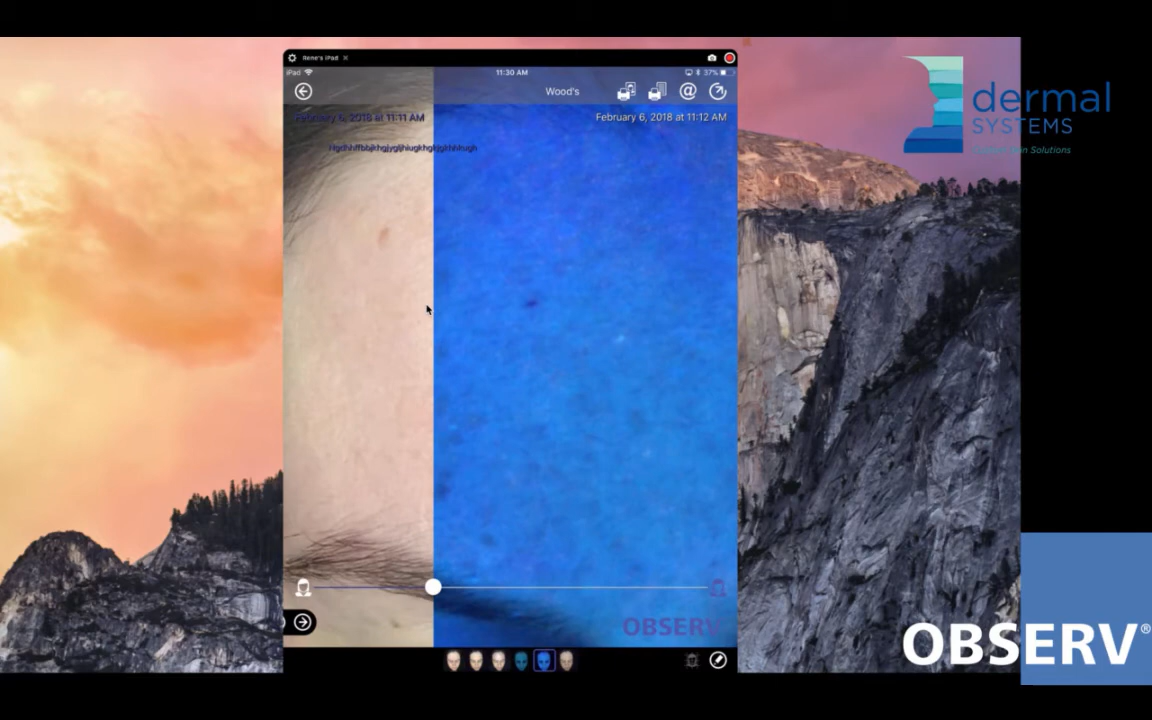 Rene's iPad
iPad
11:30 AM
37%
Wood's
February 6, 2018 at 11:11 AM
February 6, 2018 at 11:12 AM
dermal
SYSTEMS
Solutions
OBSERV
OBSERV®